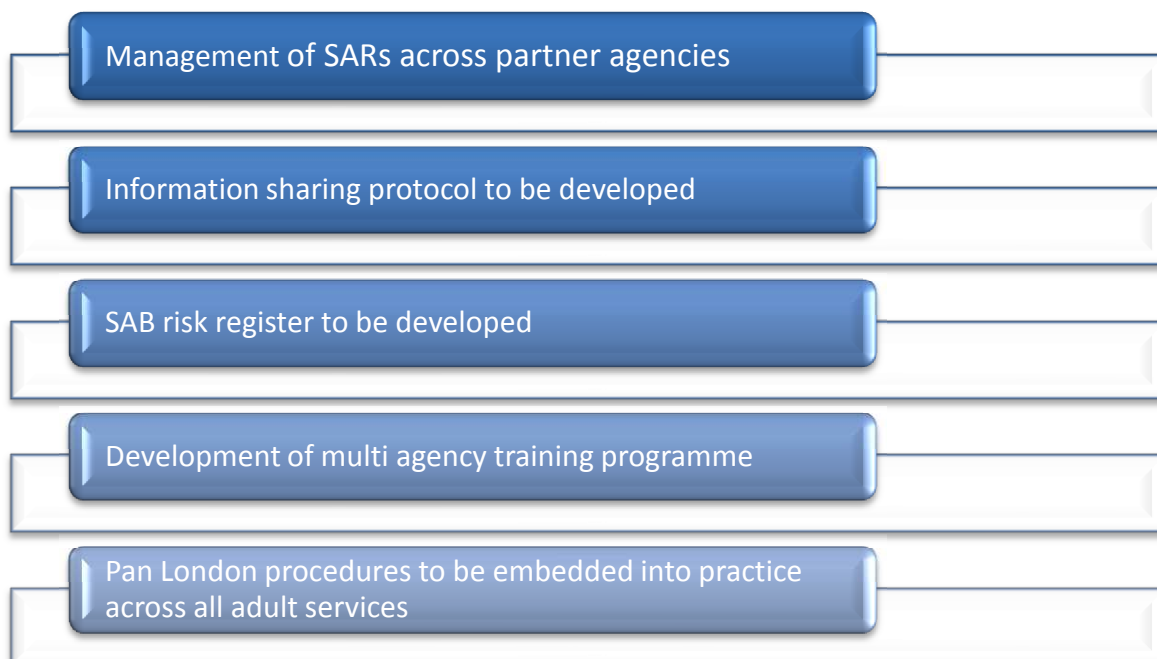 Management of SARs across partner agencies
Information sharing protocol to be developed
SAB risk register to be developed
Development of multi agency training programme
Pan London procedures to be embedded into practice
across all adult services